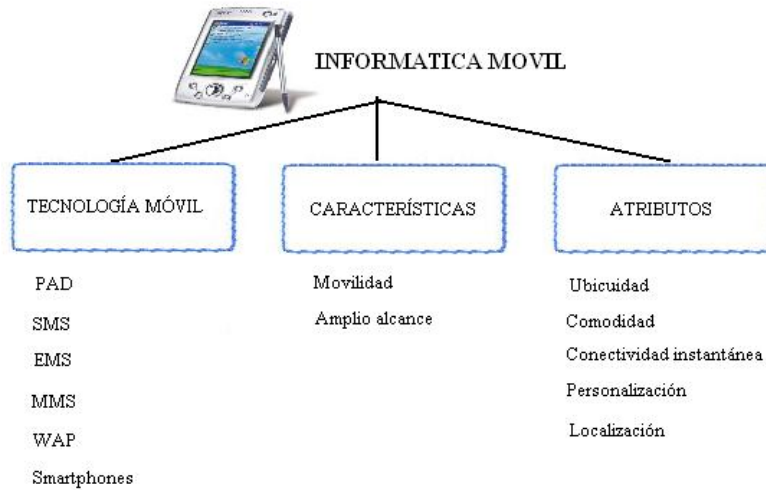 INFORMATICA MOVIL
TECNOLOGÍA MÓVIL
PAD
SMS
EMS
MMS
WAP
Smartphones
CARACTERÍSTICAS
Movilidad
Amplio alcance
ATRIBUTOS
Ubicuidad
Comodidad
Conectividad instantánea
Personalización
Localización